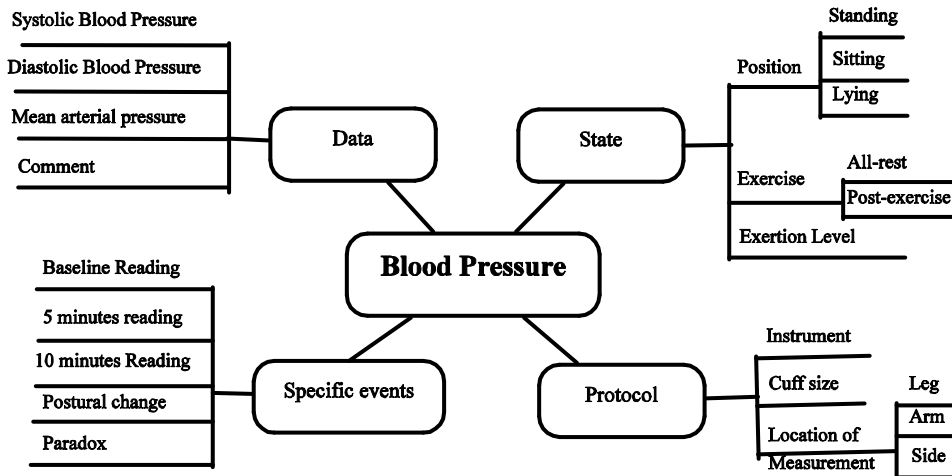 Systolic Blood Pressure
Diastolic Blood Pressure
Mean arterial pressure
Comment
Data
State
Position
Standing
Sitting
Lying
Exercise
All-rest
Post-exercise
Exertion Level
Blood Pressure
Baseline Reading
5 minutes reading
10 minutes Reading
Postural change
Paradox
Specific events
Protocol
Instrument
Cuff size
Location of
Measurement
Leg
Arm
Side